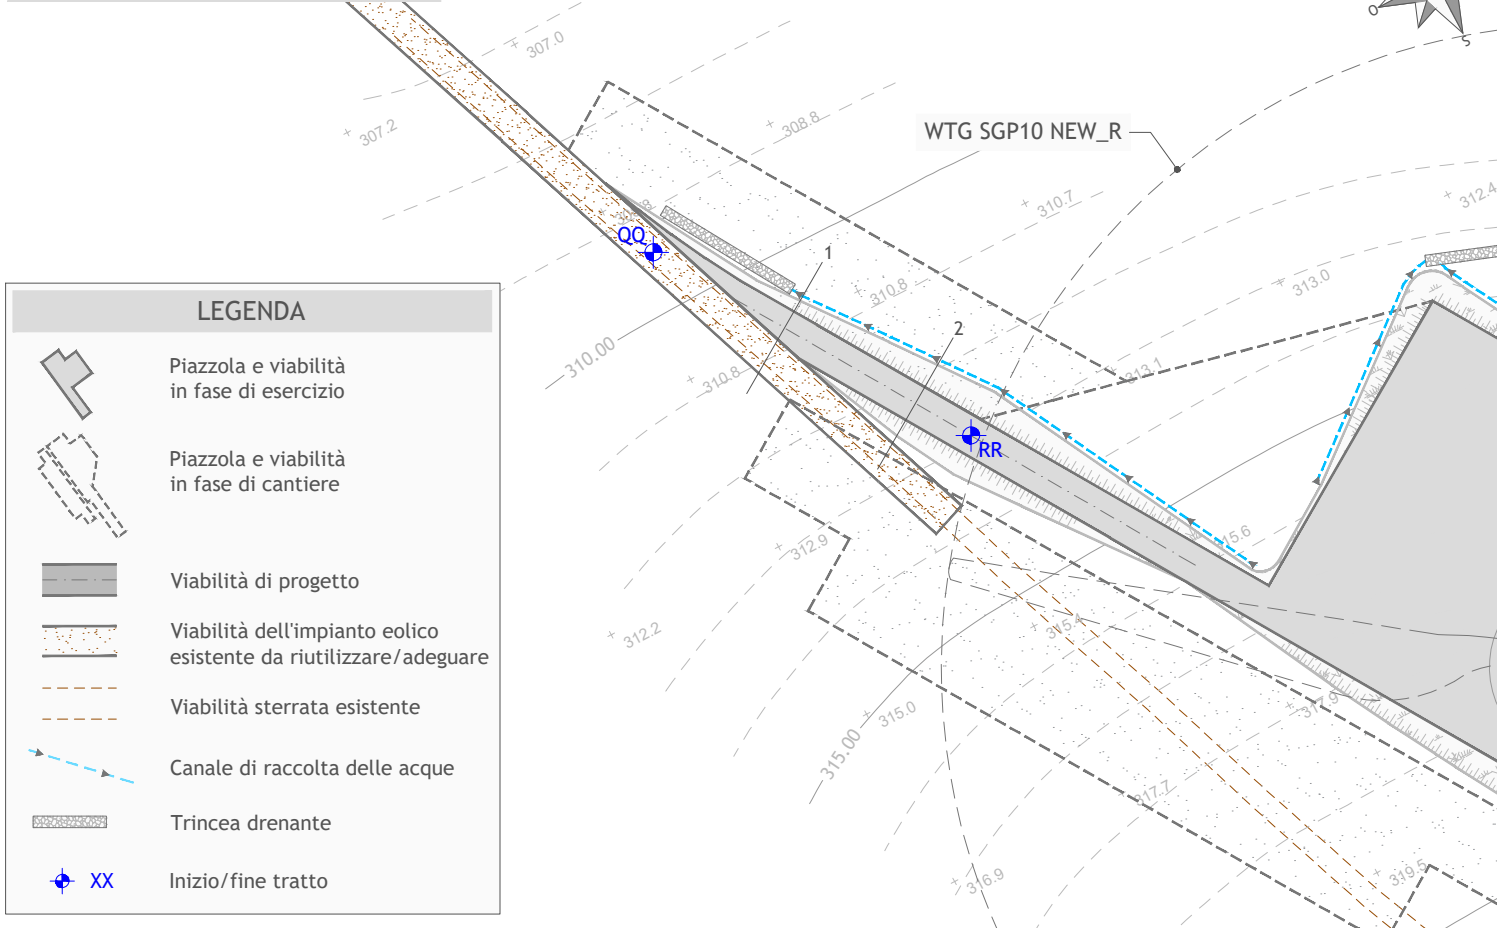 307.0
307.2
308.8
WTG SGP10 NEW_R
O
S
310.7
312.4
QQ
1
310.8
313.0
2
310.00
310.8
313.1
RR
315.6
312.9
312.2
315.4
315.0
317.9
315.00
317.7
316.9
319.5
LEGENDA
Piazzola e viabilità
in fase di esercizio
Piazzola e viabilità
in fase di cantiere
Viabilità di progetto
Viabilità dell'impianto eolico
esistente da riutilizzare/adeguare
Viabilità sterrata esistente
Canale di raccolta delle acque
Trincea drenante
XX
Inizio/fine tratto